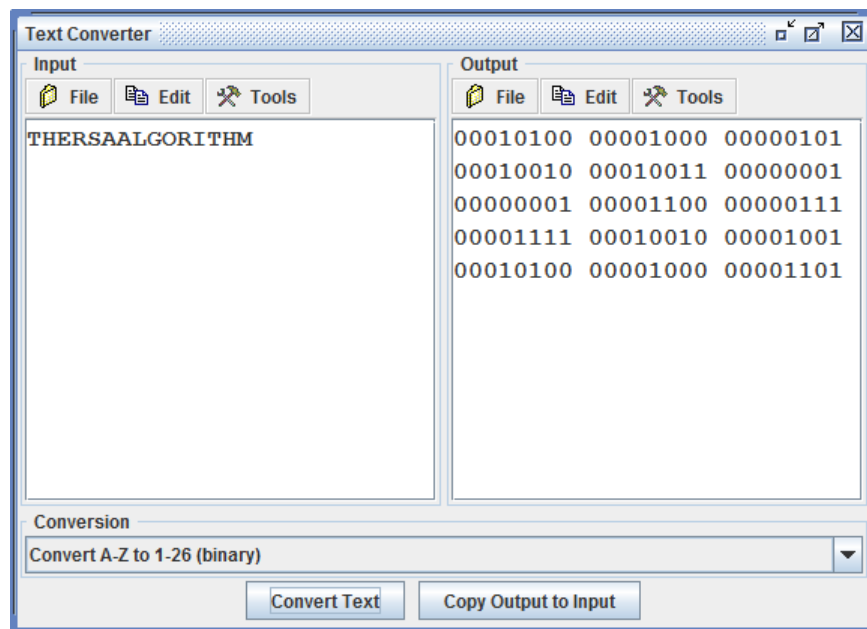 Text Converter
Input
File Edit Tools
THERSAALGORITHM
Output
File Edit Tools
00010100 00001000 00000101
00010010 00010011 00000001
00000001 00001100 00000111
00001111 00010010 00001001
00010100 00001000 00001101
Conversion
Convert A-Z to 1-26 (binary)
Convert Text Copy Output to Input